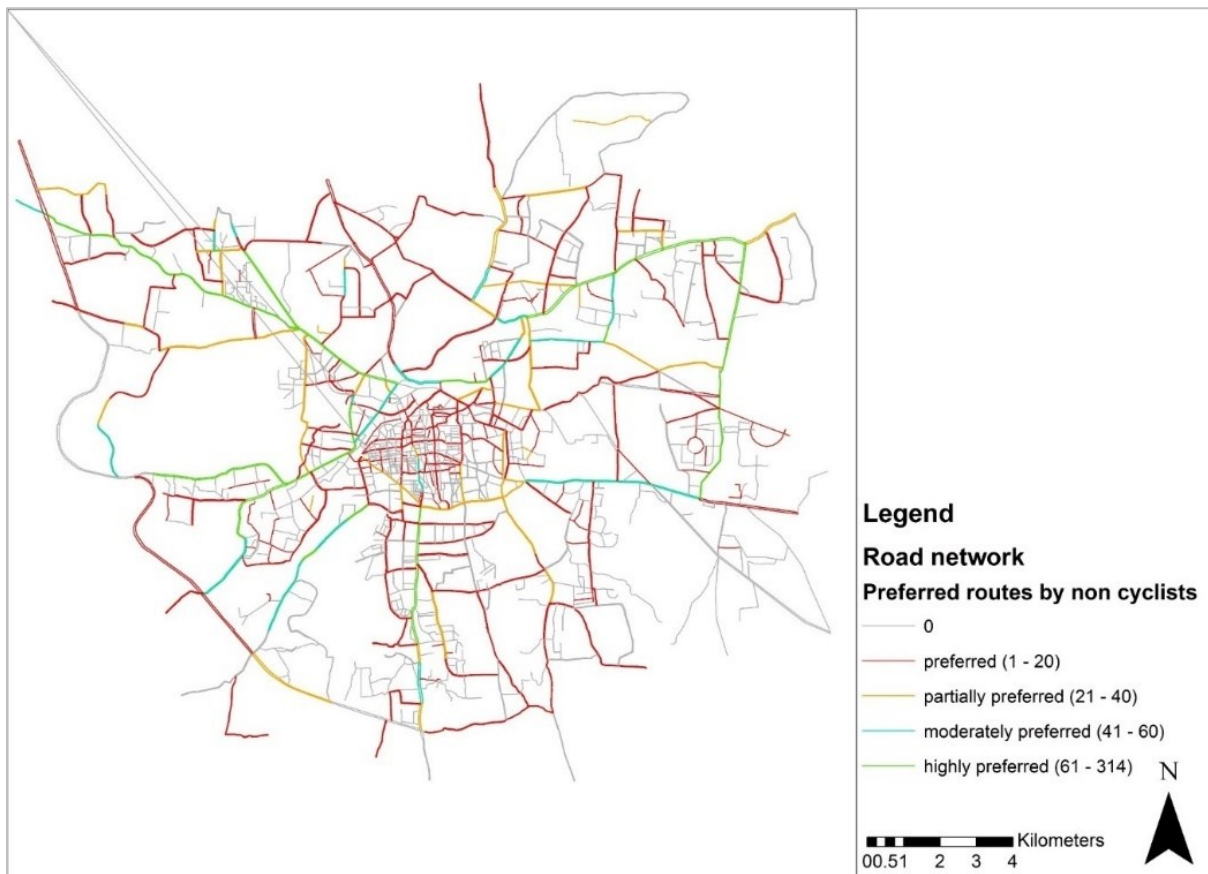 Legend
Road network
Preferred routes by non cyclists
0
preferred (1 - 20)
partially preferred (21 - 40)
moderately preferred (41 - 60)
highly preferred (61 - 314)
N
Kilometers
00.51 2 3 4